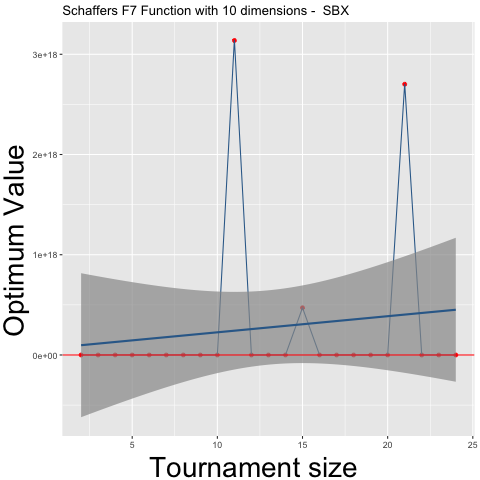 Schaffers F7 Function with 10 dimensions -  SBX
Optimum Value
3e+18
2e+18
1e+18
0e+00
5 10 15 20 25
Tournament size